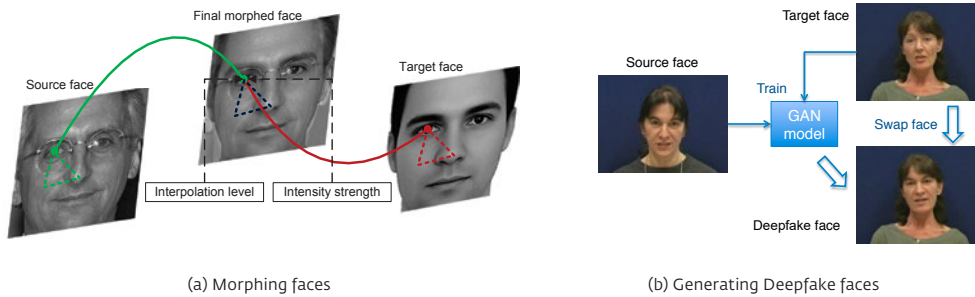 Final morphed face
Source face
Target face
Interpolation level
Intensity strength
(a) Morphing faces
Target face
Source face
Train
GAN
model
Swap face
Deepfake face
(b) Generating Deepfake faces